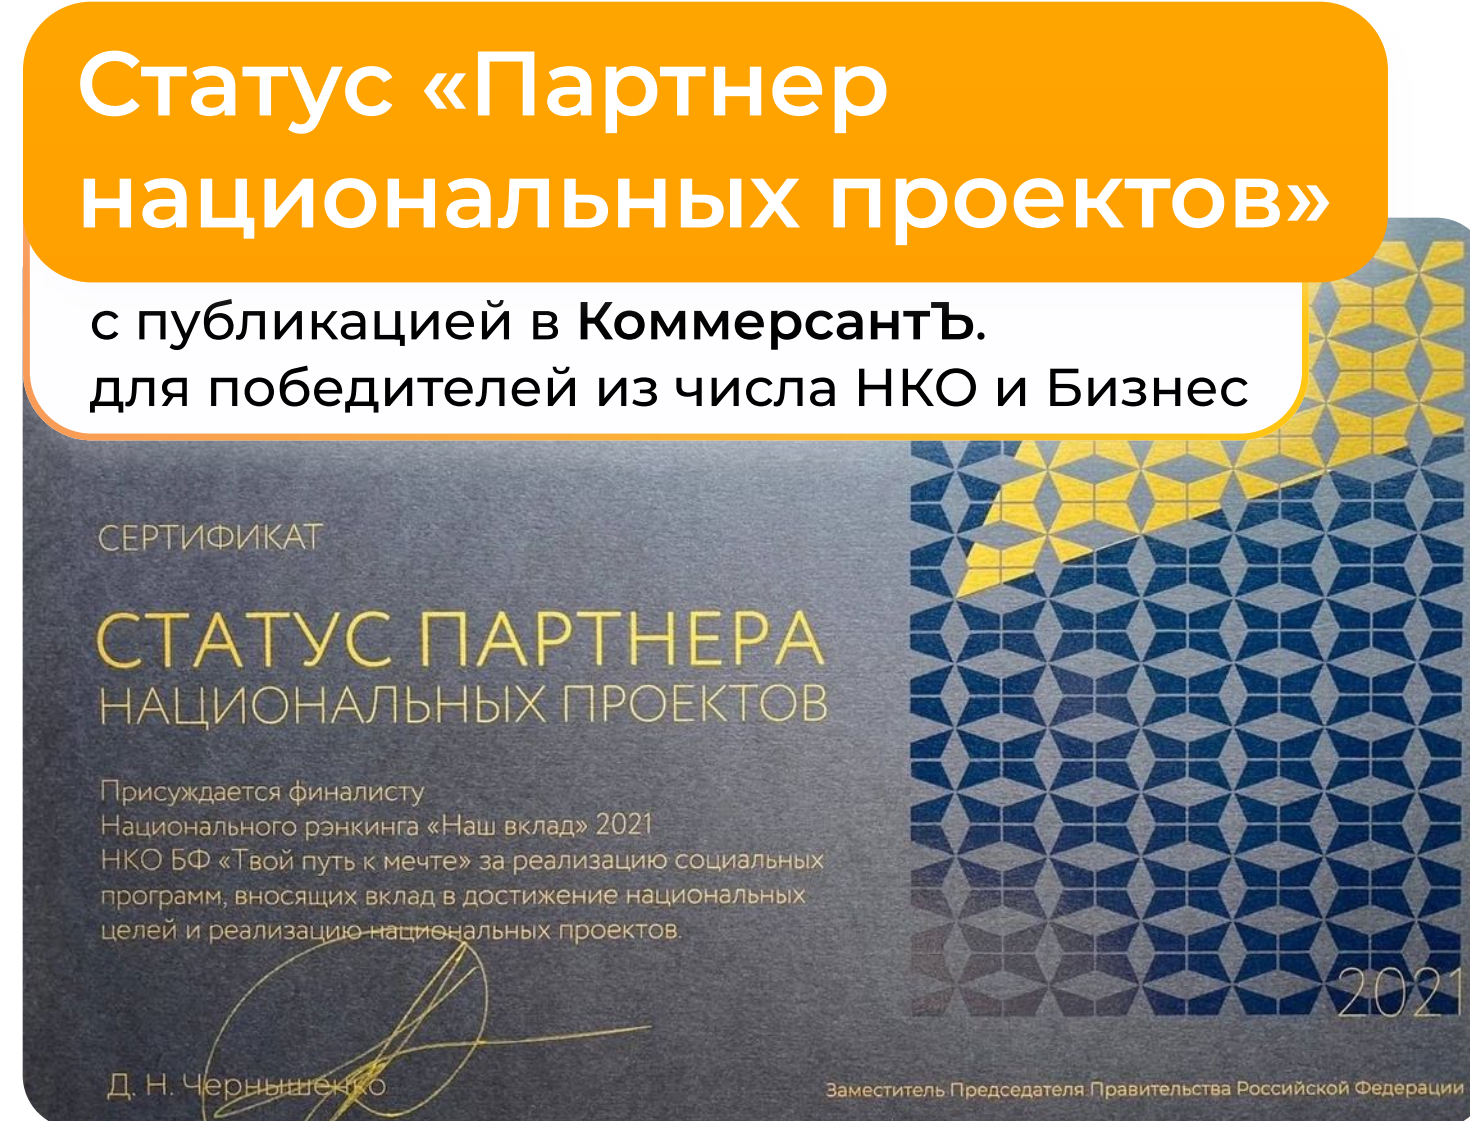 Статус «Партнер
национальных проектов»
с публикацией в КоммерсантЪ.
для победителей из числа НКО и Бизнес
СЕРТИФИКАТ
СТАТУС ПАРТНЕРА
НАЦИОНАЛЬНЫХ ПРОЕКТОВ
Присуждается финалисту
Национального рэнкинга «Наш вклад» 2021
НКО БФ «Твой путь к мечте» за реализацию социальных
программ, вносящих вклад в достижение национальных
целей и реализацию национальных проектов.
2021
Д. Н. Чернышенко
Заместитель Председателя Правительства Российской Федерации